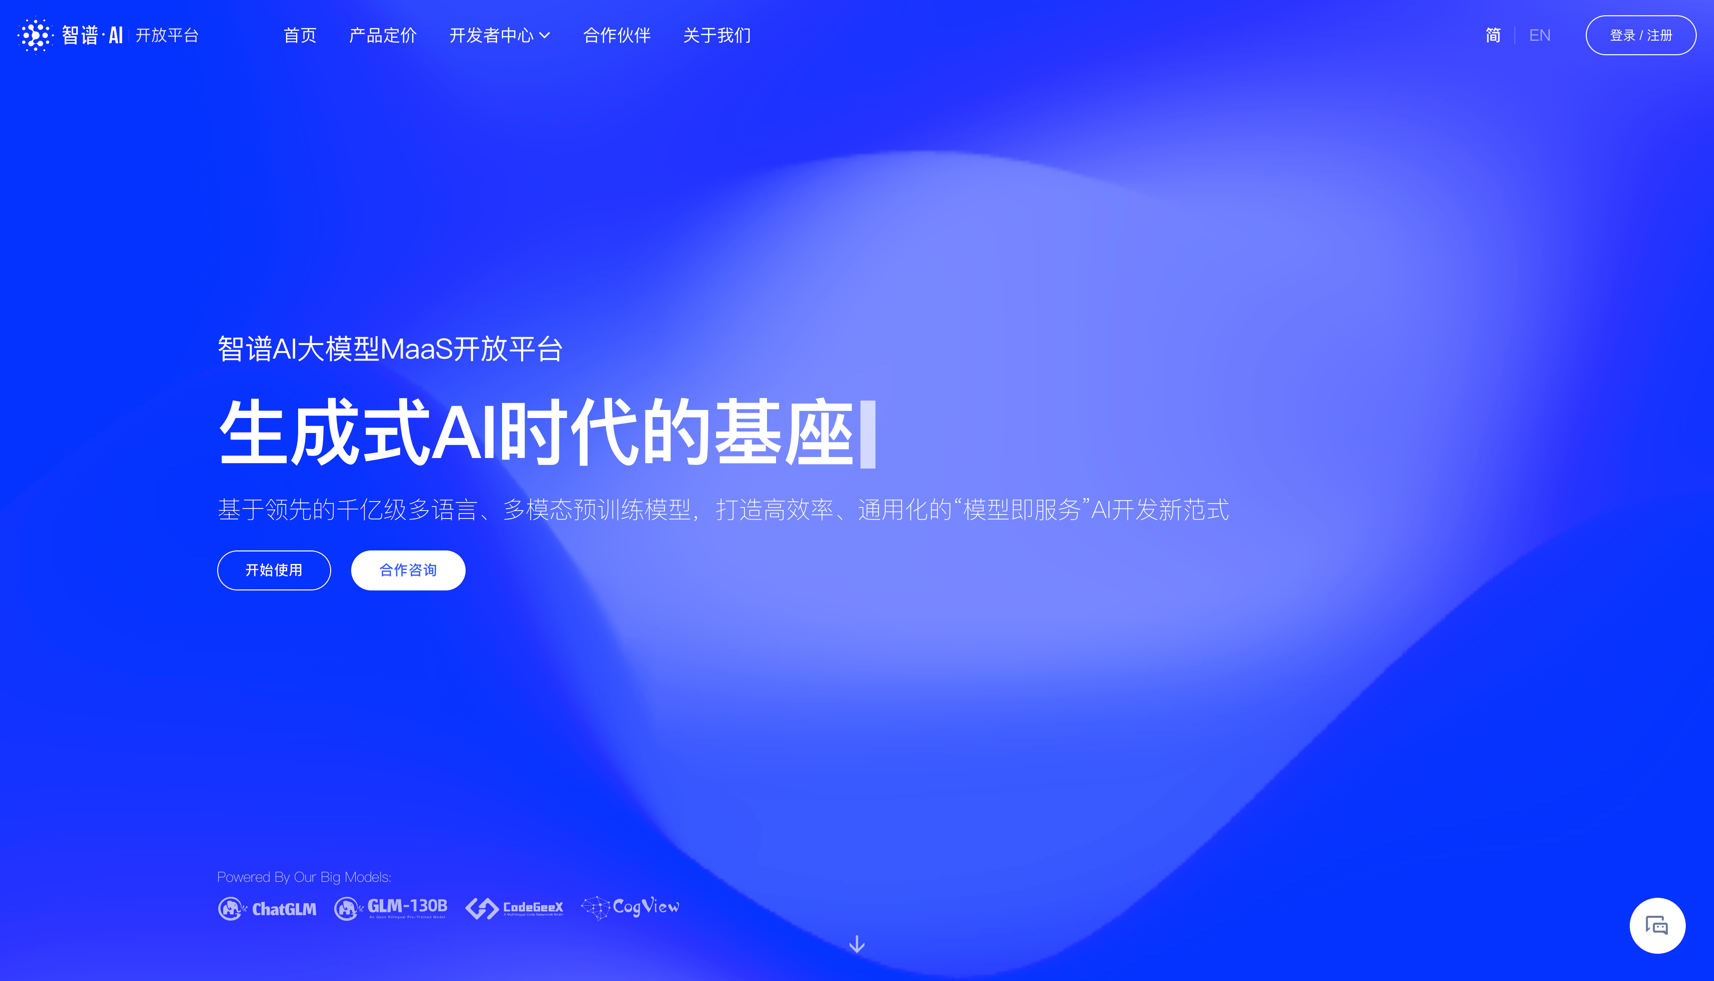 智谱·AI 开放平台 首页 产品定价 开发者中心 合作伙伴 关于我们 简 EN 登录 / 注册
智谱AI大模型MaaS开放平台
生成式AI时代的基座
基于领先的千亿级多语言、多模态预训练模型，打造高效率、通用化的“模型即服务”AI开发新范式
开始使用 合作咨询
Powered By Our Big Models:
ChatGLM GLM-130B CodeGeeX CogView